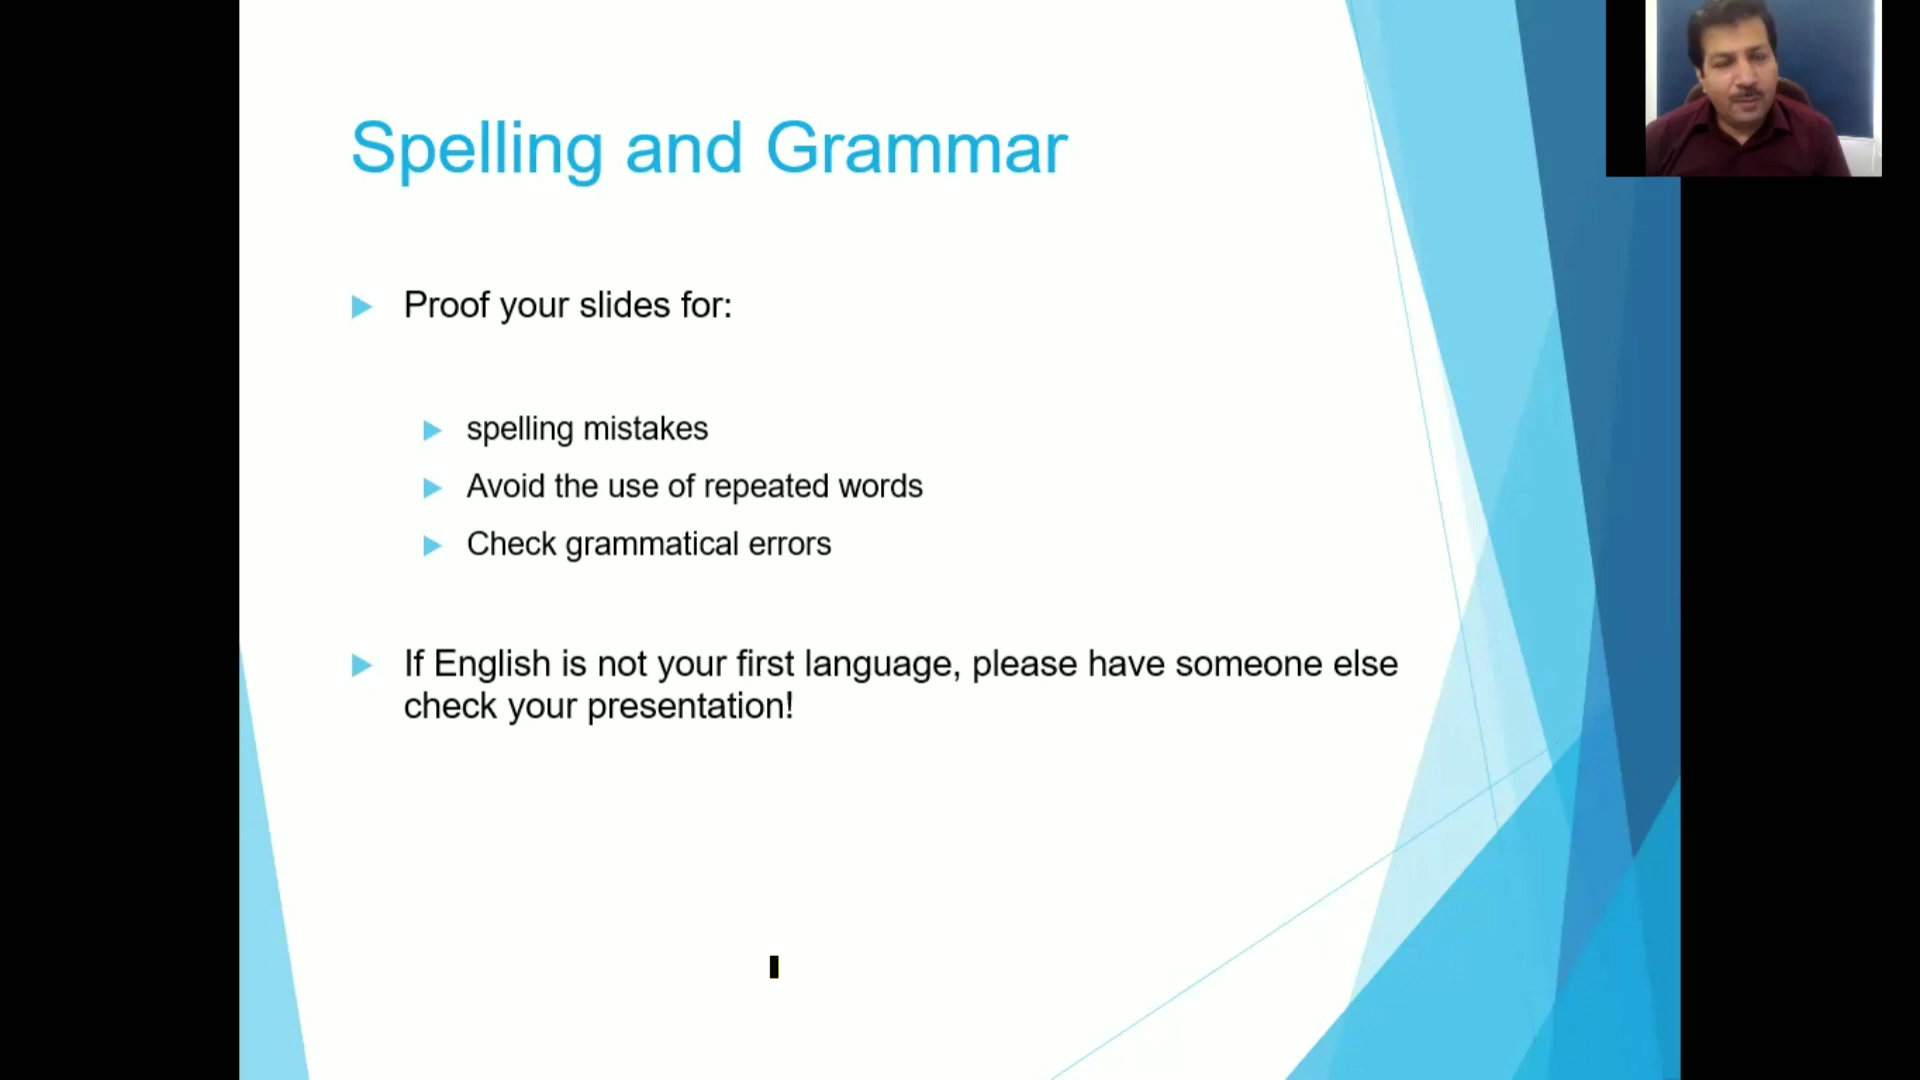 Spelling and Grammar
Proof your slides for:
spelling mistakes
Avoid the use of repeated words
Check grammatical errors
If English is not your first language, please have someone else
check your presentation!